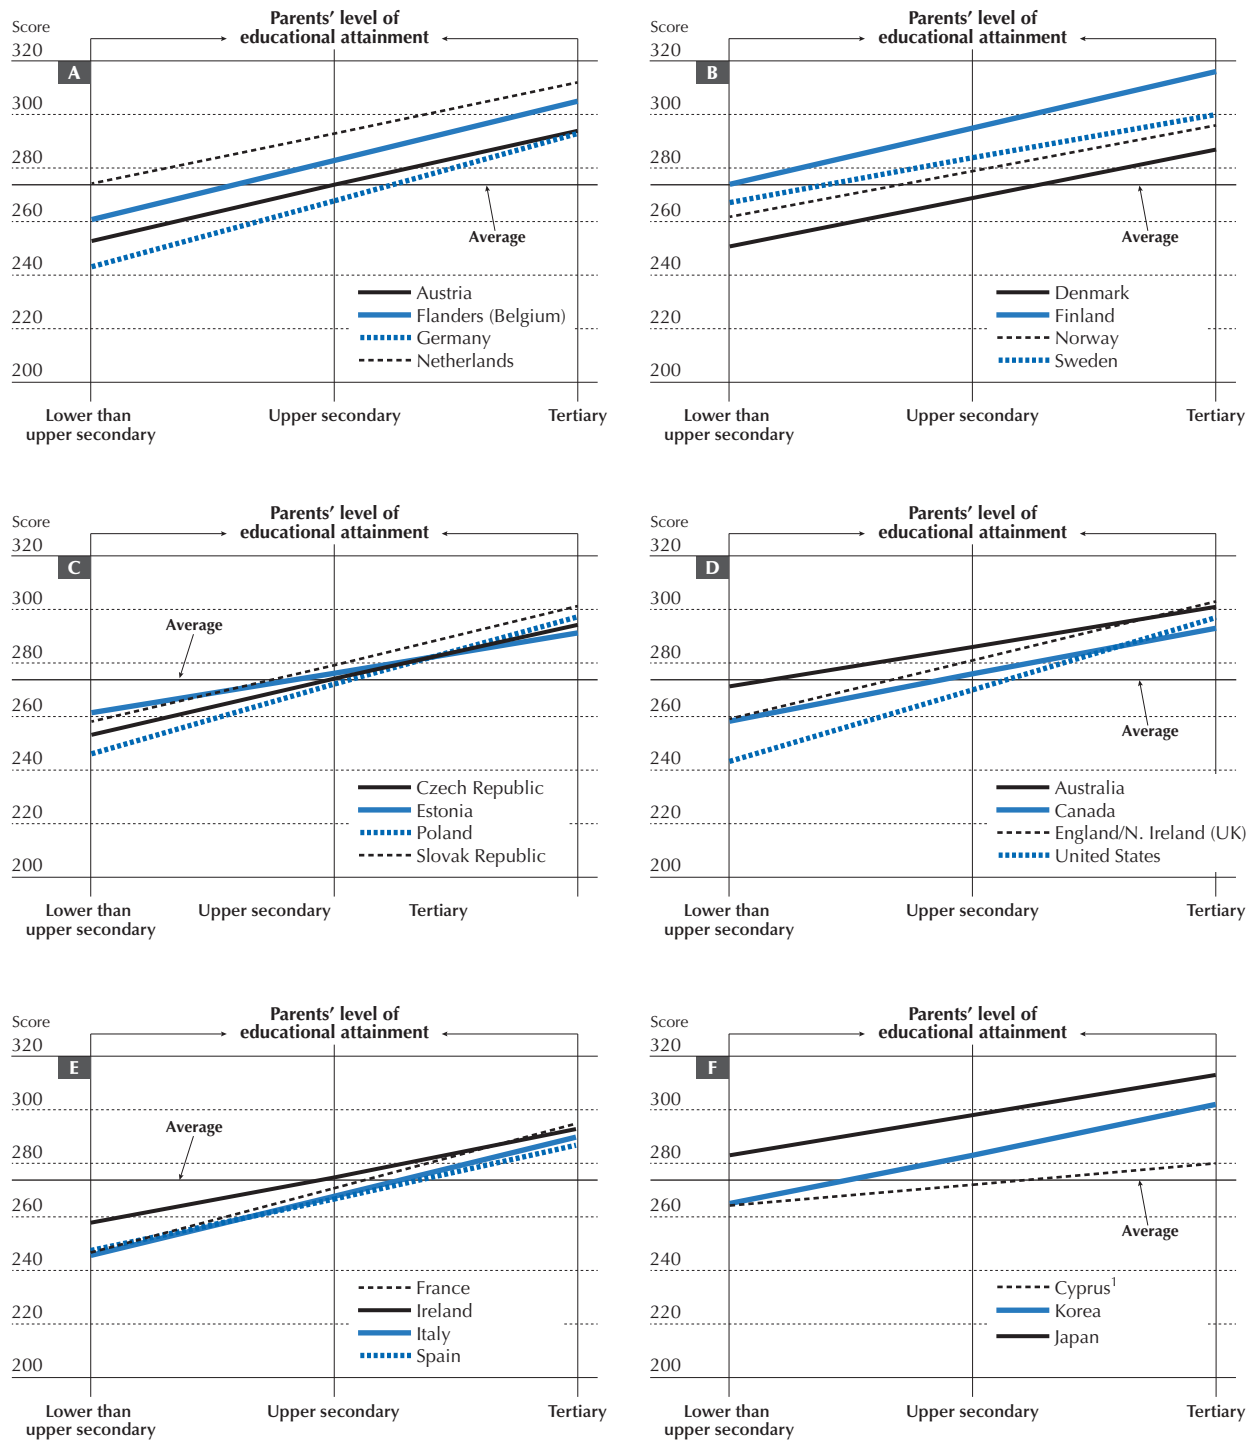 Parents’ level of
educational attainment
Score
320
A
300
280
260
Average
240
Austria
Flanders (Belgium)
220
Germany
Netherlands
200
Lower than
upper secondary
Upper secondary
Tertiary
Parents’ level of
educational attainment
Score
320
B
300
280
260
Average
240
Denmark
Finland
220
Norway
Sweden
200
Lower than
upper secondary
Upper secondary
Tertiary
Parents’ level of
educational attainment
Score
320
C
300
Average
280
260
240
Czech Republic
Estonia
220
Poland
Slovak Republic
200
Lower than
upper secondary
Upper secondary
Tertiary
Parents’ level of
educational attainment
Score
320
D
300
280
260
Average
240
Australia
Canada
220
England/N. Ireland (UK)
United States
200
Lower than
upper secondary
Upper secondary
Tertiary
Parents’ level of
educational attainment
Score
320
E
300
Average
280
260
240
France
Ireland
220
Italy
Spain
200
Lower than
upper secondary
Upper secondary
Tertiary
Parents’ level of
educational attainment
Score
320
F
300
280
260
Average
240
Cyprus¹
Korea
220
Japan
200
Lower than
upper secondary
Upper secondary
Tertiary